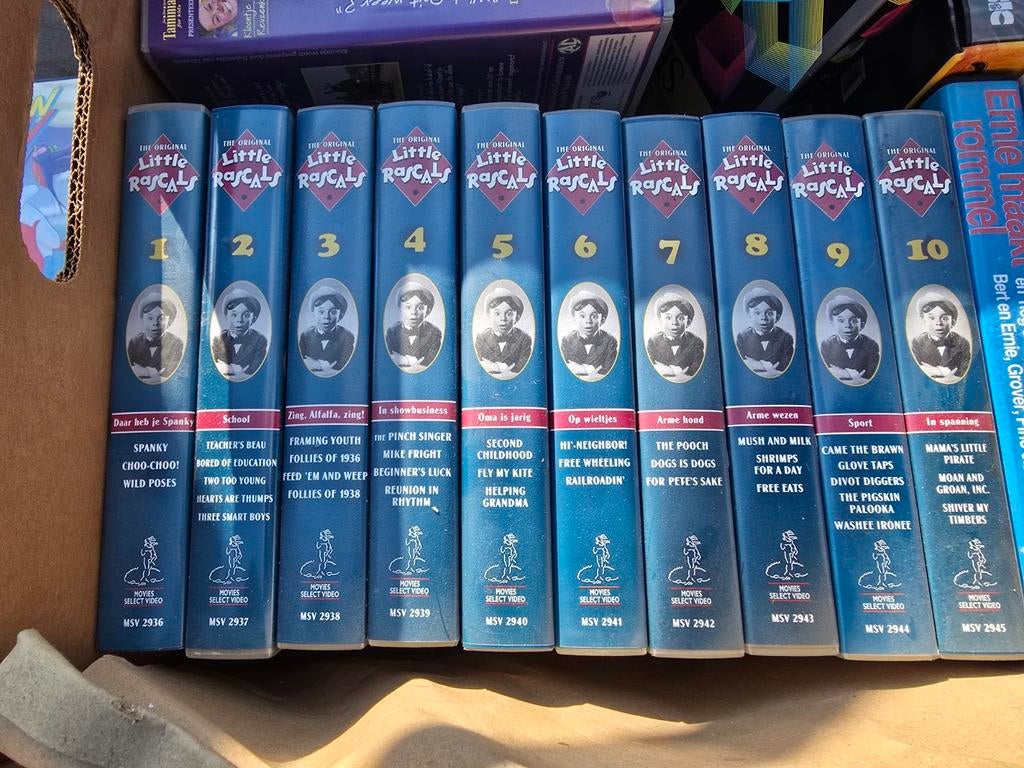 Tamima
for
PRESENTEER
Kloontje
THE ORIGINAL
Little
RASCALS
1
Daar heb je Spanky
SPANKY
CHOO-CHOO!
WILD POSES
MOVIES
SELECT VIDEO
MSV 2936
THE ORIGINAL
Little
RASCALS
2
School
TEACHER'S BEAU
BORED OF EDUCATION
TWO TOO YOUNG
HEARTS ARE THUMPS
THREE SMART BOYS
MOVIES
SELECT VIDEO
MSV 2937
THE ORIGINAL
Little
RASCALS
3
Zing, Alfalfa, zing!
FRAMING YOUTH
FOLLIES OF 1936
FEED 'EM AND WEEP
FOLLIES OF 1938
MOVIES
SELECT VIDEO
MSV 2938
THE ORIGINAL
Little
RASCALS
4
In showbusiness
THE PINCH SINGER
MIKE FRIGHT
BEGINNER'S LUCK
REUNION IN
RHYTHM
MOVIES
SELECT VIDEO
MSV 2939
THE ORIGINAL
Little
RASCALS
5
Oma is jarig
SECOND
CHILDHOOD
FLY MY KITE
HELPING
GRANDMA
MOVIES
SELECT VIDEO
MSV 2940
THE ORIGINAL
Little
RASCALS
6
Op wieltjes
HI'-NEIGHBOR!
FREE WHEELING
RAILROADIN'
MOVIES
SELECT VIDEO
MSV 2941
THE ORIGINAL
Little
RASCALS
7
Arme hond
THE POOCH
DOGS IS DOGS
FOR PETE'S SAKE
MOVIES
SELECT VIDEO
MSV 2942
THE ORIGINAL
Little
RASCALS
8
Arme wezen
MUSH AND MILK
SHRIMPS
FOR A DAY
FREE EATS
MOVIES
SELECT VIDEO
MSV 2943
THE ORIGINAL
Little
RASCALS
9
Sport
CAME THE BRAWN
GLOVE TAPS
DIVOT DIGGERS
THE PIGSKIN
PALOOKA
WASHEE IRONEE
MOVIES
SELECT VIDEO
MSV 2944
THE ORIGINAL
Little
RASCALS
10
In spanning
MAMA'S LITTLE
PIRATE
MOAN AND
GROAN, INC.
SHIVER MY
TIMBERS
MOVIES
SELECT VIDEO
MSV 2945
Ernie maakt
rommel
en nog
Bert en Ernie, Grover,